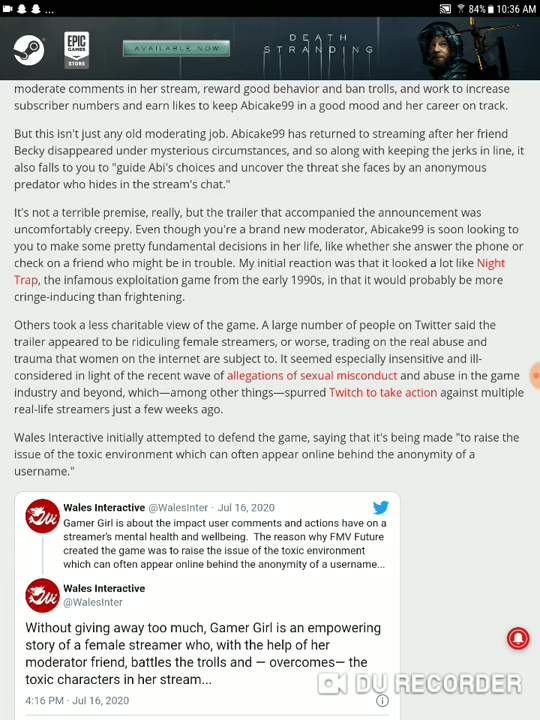 84% 10:36 AM
EPIC
GAMES
STORE
AVAILABLE NOW
DEATH
STRANDING
moderate comments in her stream, reward good behavior and ban trolls, and work to increase
subscriber numbers and earn likes to keep Abicake99 in a good mood and her career on track.
But this isn't just any old moderating job. Abicake99 has returned to streaming after her friend
Becky disappeared under mysterious circumstances, and so along with keeping the jerks in line, it
also falls to you to "guide Abi's choices and uncover the threat she faces by an anonymous
predator who hides in the stream's chat."
It's not a terrible premise, really, but the trailer that accompanied the announcement was
uncomfortably creepy. Even though you're a brand new moderator, Abicake99 is soon looking to
you to make some pretty fundamental decisions in her life, like whether she answer the phone or
check on a friend who might be in trouble. My initial reaction was that it looked a lot like Night
Trap, the infamous exploitation game from the early 1990s, in that it would probably be more
cringe-inducing than frightening.
Others took a less charitable view of the game. A large number of people on Twitter said the
trailer appeared to be ridiculing female streamers, or worse, trading on the real abuse and
trauma that women on the internet are subject to. It seemed especially insensitive and ill-
considered in light of the recent wave of allegations of sexual misconduct and abuse in the game
industry and beyond, which—among other things—spurred Twitch to take action against multiple
real-life streamers just a few weeks ago.
Wales Interactive initially attempted to defend the game, saying that it's being made "to raise the
issue of the toxic environment which can often appear online behind the anonymity of a
username."
Wales Interactive @WalesInter · Jul 16, 2020
Gamer Girl is about the impact user comments and actions have on a
streamer's mental health and wellbeing. The reason why FMV Future
created the game was to raise the issue of the toxic environment
which can often appear online behind the anonymity of a username...
Wales Interactive
@WalesInter
Without giving away too much, Gamer Girl is an empowering
story of a female streamer who, with the help of her
moderator friend, battles the trolls and — overcomes— the
toxic characters in her stream...
4:16 PM · Jul 16, 2020
DU RECORDER